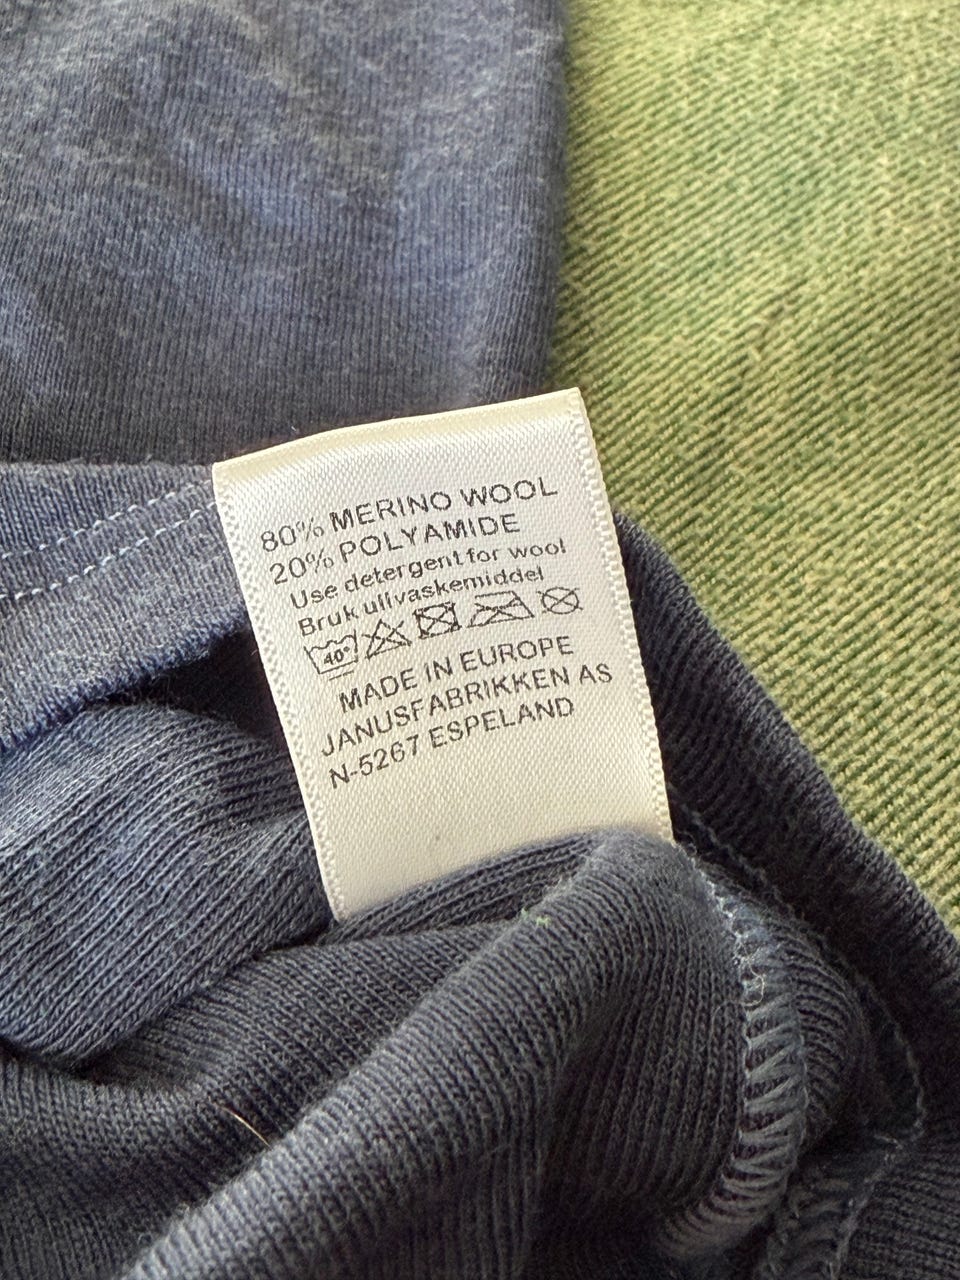 80% MERINO WOOL
20% POLYAMIDE
Use detergent for wool
Bruk ullvaskemiddel
40°
MADE IN EUROPE
JANUSFABRIKKEN AS
N-5267 ESPELAND